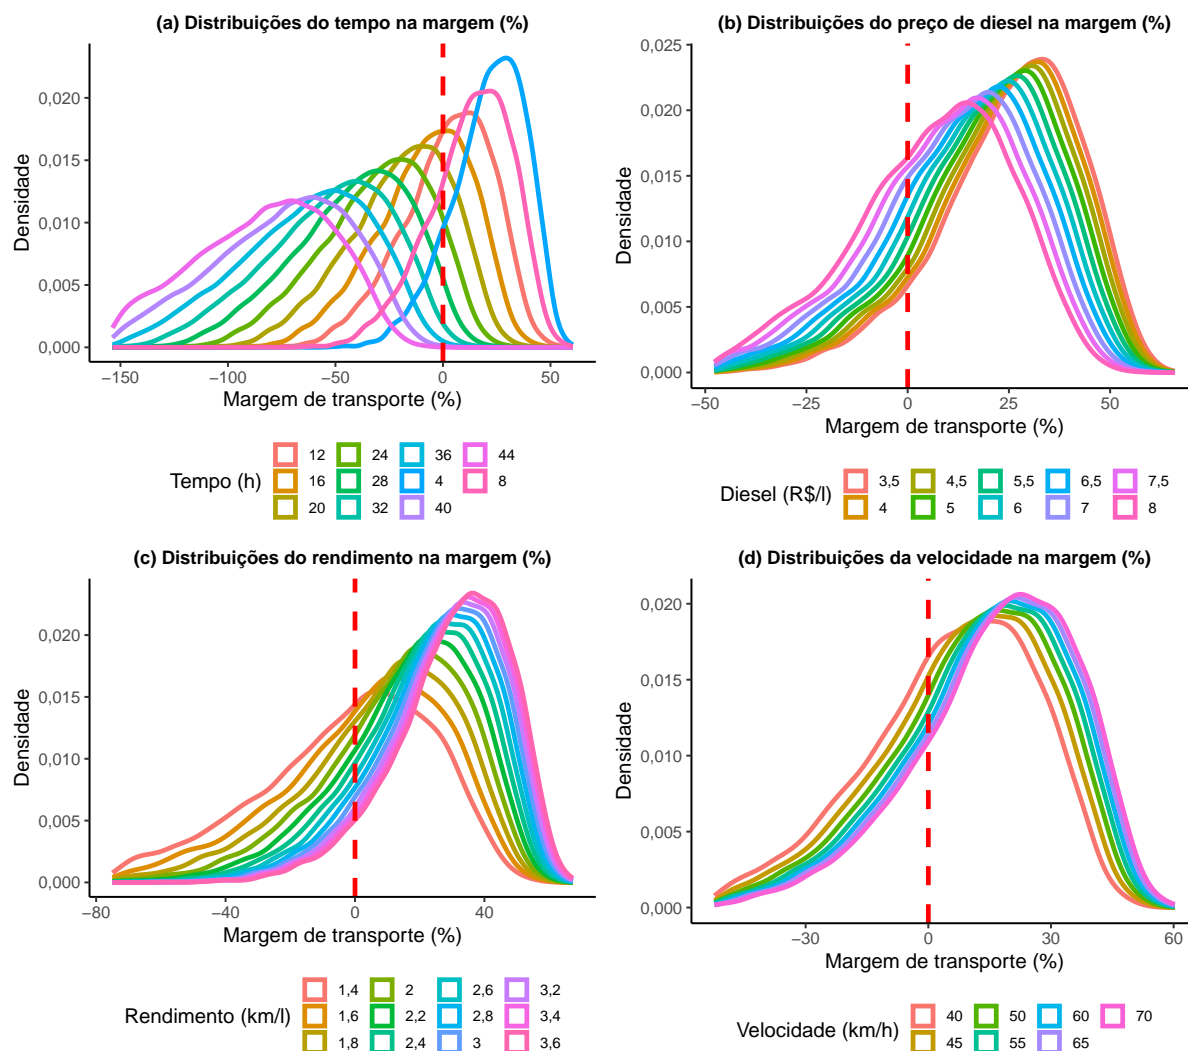 (a) Distribuições do tempo na margem (%)
Densidade
0,020
0,015
0,010
0,005
0,000
−150 −100 −50 0 50
Margem de transporte (%)
Tempo (h)
12 24 36 44
16 28 4 8
20 32 40
(b) Distribuições do preço de diesel na margem (%)
Densidade
0,025
0,020
0,015
0,010
0,005
0,000
−50 −25 0 25 50
Margem de transporte (%)
Diesel (R$/l)
3,5 4,5 5,5 6,5 7,5
4 5 6 7 8
(c) Distribuições do rendimento na margem (%)
Densidade
0,020
0,015
0,010
0,005
0,000
−80 −40 0 40
Margem de transporte (%)
Rendimento (km/l)
1,4 2 2,6 3,2
1,6 2,2 2,8 3,4
1,8 2,4 3 3,6
(d) Distribuições da velocidade na margem (%)
Densidade
0,020
0,015
0,010
0,005
0,000
−30 0 30 60
Margem de transporte (%)
Velocidade (km/h)
40 50 60 70
45 55 65